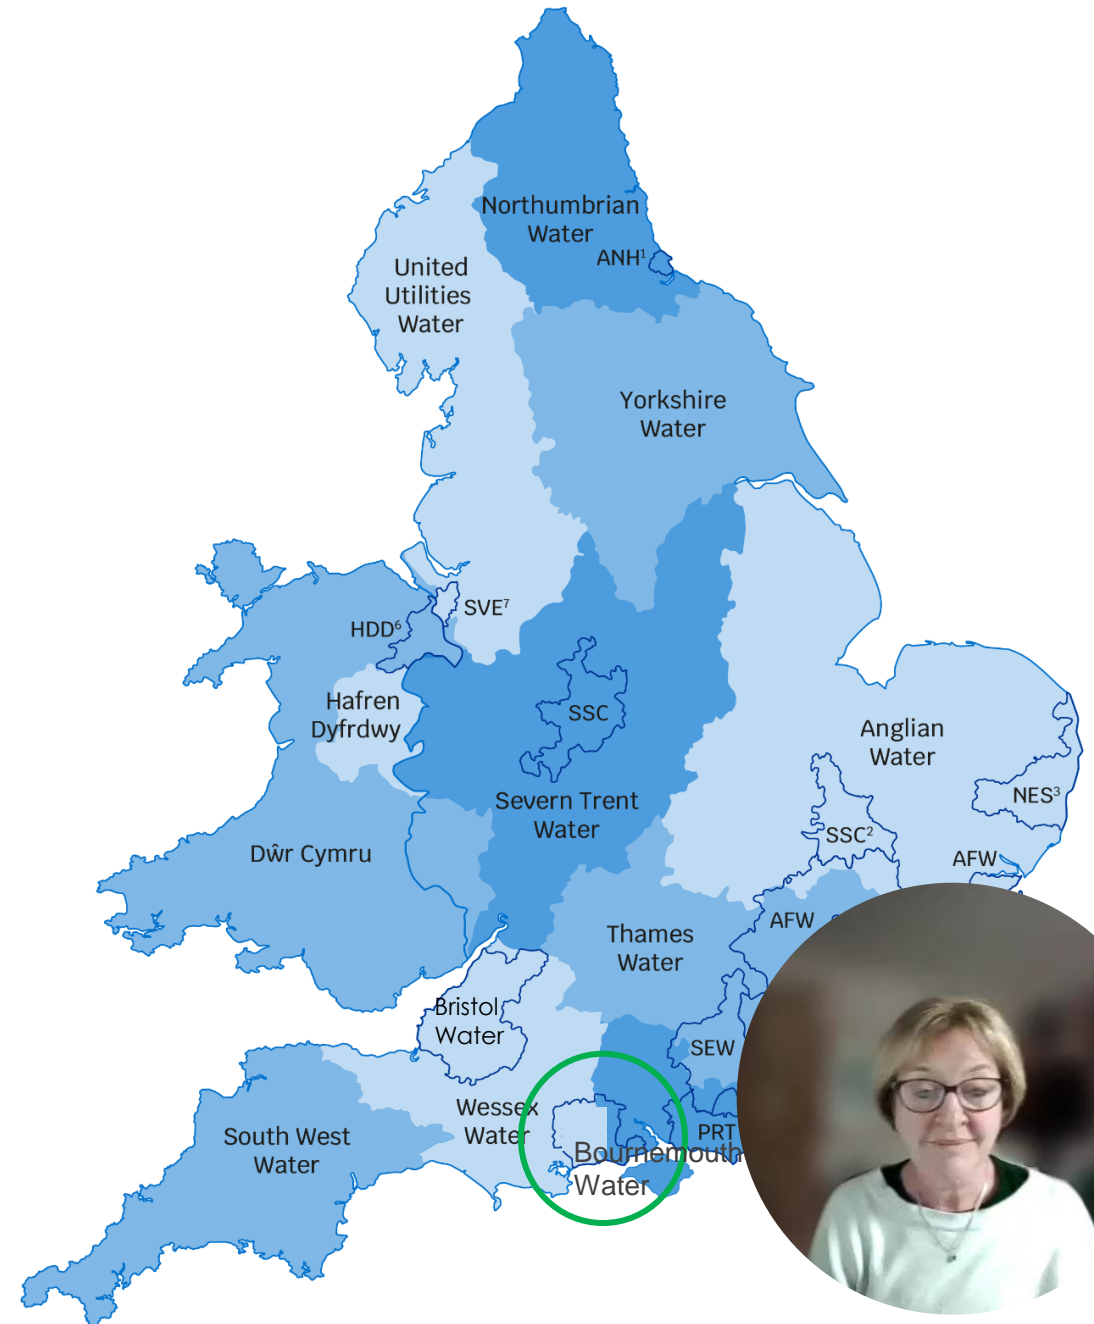 Northumbrian
Water
ANH¹
United
Utilities
Water
Yorkshire
Water
SVE⁷
HDD⁶
Hafren
Dyfrdwy
SSC
Anglian
Water
NES³
Severn Trent
Water
SSC²
Dŵr Cymru
AFW
AFW
Thames
Water
Bristol
Water
SEW
Wessex
Water
PRT
South West
Water
Bournemouth
Water